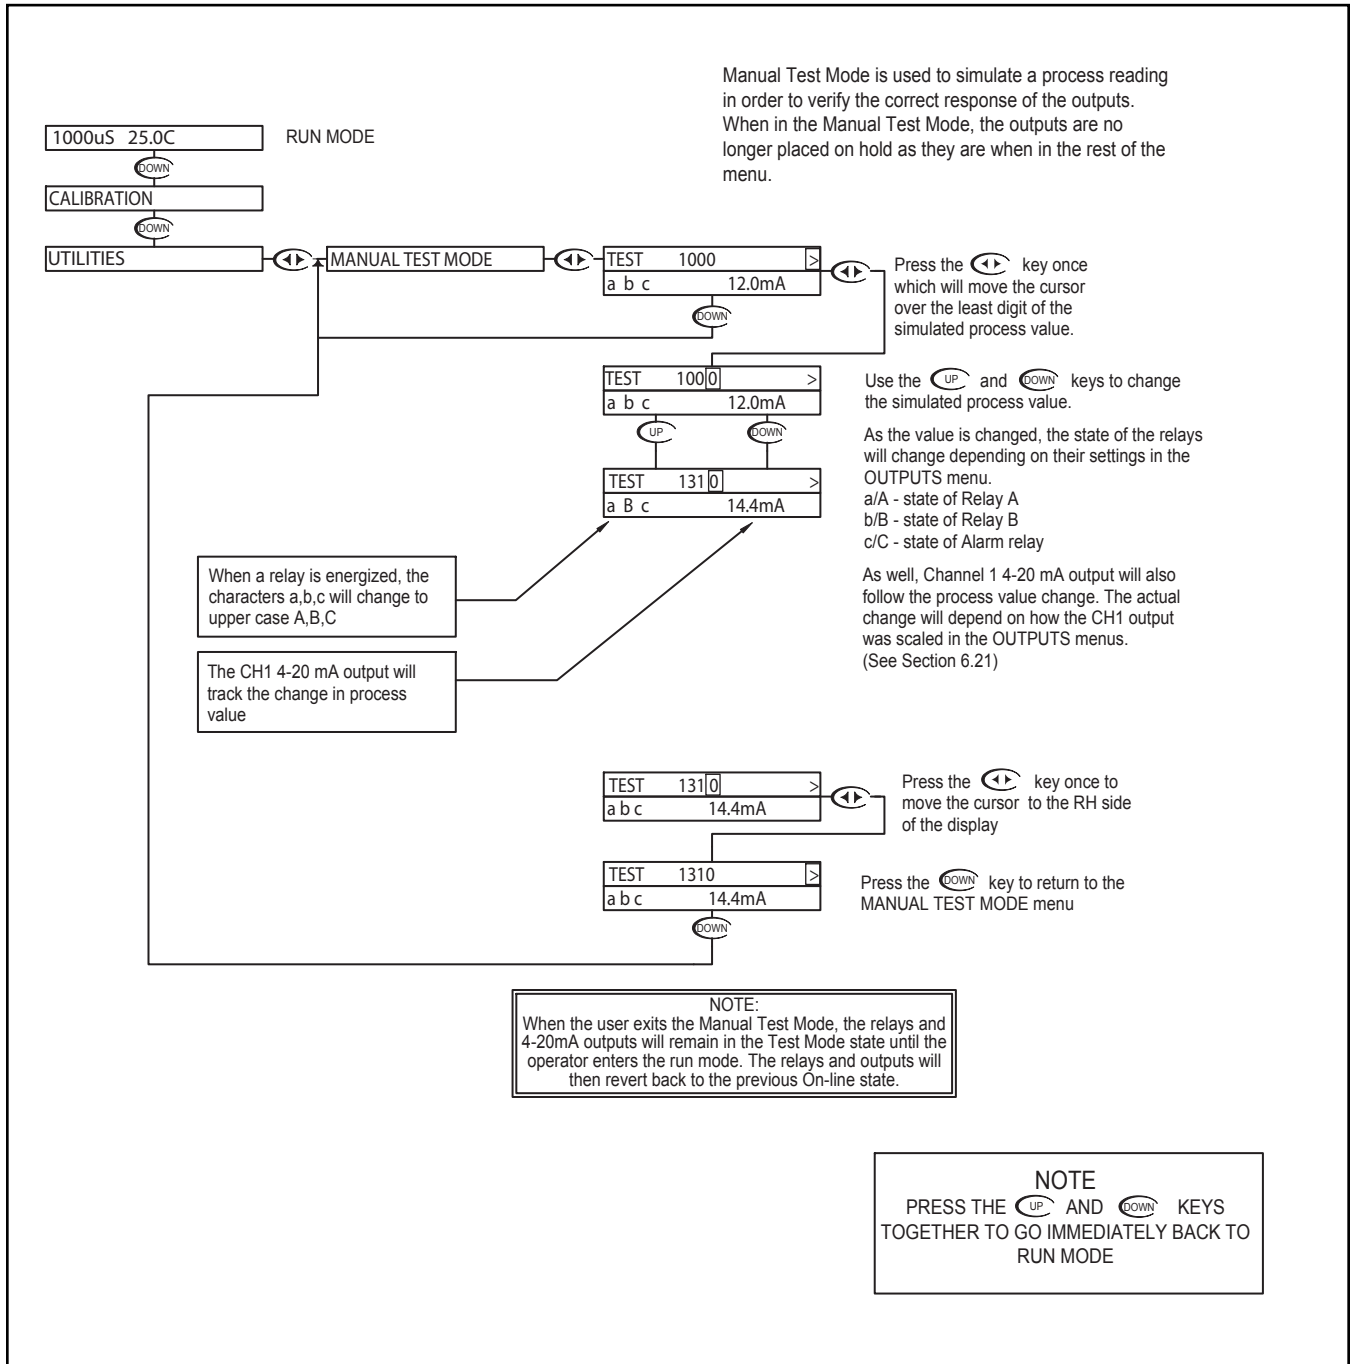 Manual Test Mode is used to simulate a process reading
in order to verify the correct response of the outputs.
When in the Manual Test Mode, the outputs are no
longer placed on hold as they are when in the rest of the
menu.
1000uS 25.0C
RUN MODE
DOWN
CALIBRATION
DOWN
UTILITIES
MANUAL TEST MODE
TEST 1000 >
a b c 12.0mA
DOWN
Press the key once
which will move the cursor
over the least digit of the
simulated process value.
TEST 1000 >
a b c 12.0mA
UP
DOWN
TEST 1310 >
a B c 14.4mA
Use the UP and DOWN keys to change
the simulated process value.
As the value is changed, the state of the relays
will change depending on their settings in the
OUTPUTS menu.
a/A - state of Relay A
b/B - state of Relay B
c/C - state of Alarm relay
As well, Channel 1 4-20 mA output will also
follow the process value change. The actual
change will depend on how the CH1 output
was scaled in the OUTPUTS menus.
(See Section 6.21)
When a relay is energized, the
characters a,b,c will change to
upper case A,B,C
The CH1 4-20 mA output will
track the change in process
value
TEST 1310 >
a b c 14.4mA
Press the key once to
move the cursor to the RH side
of the display
TEST 1310 >
a b c 14.4mA
DOWN
Press the DOWN key to return to the
MANUAL TEST MODE menu
NOTE:
When the user exits the Manual Test Mode, the relays and
4-20mA outputs will remain in the Test Mode state until the
operator enters the run mode. The relays and outputs will
then revert back to the previous On-line state.
NOTE
PRESS THE UP AND DOWN KEYS
TOGETHER TO GO IMMEDIATELY BACK TO
RUN MODE